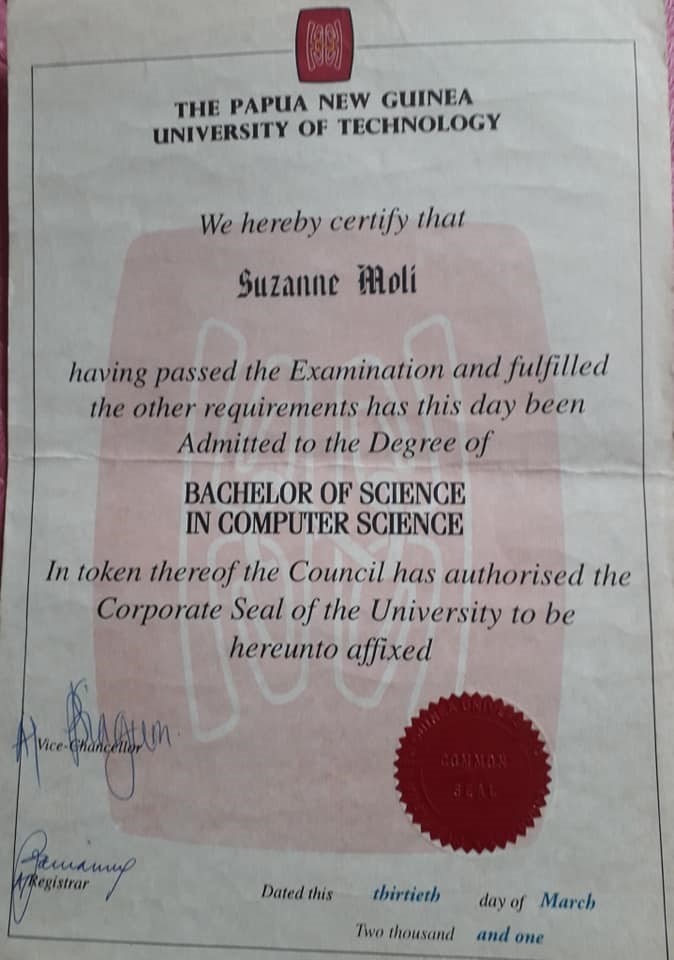 THE PAPUA NEW GUINEA
UNIVERSITY OF TECHNOLOGY
We hereby certify that
Suzanne Moli
having passed the Examination and fulfilled
the other requirements has this day been
Admitted to the Degree of
BACHELOR OF SCIENCE
IN COMPUTER SCIENCE
In token thereof the Council has authorised the
Corporate Seal of the University to be
hereunto affixed
A/Vice-Chancellor
COMMON
SEAL
A/Registrar
Dated this thirtieth day of March
Two thousand and one